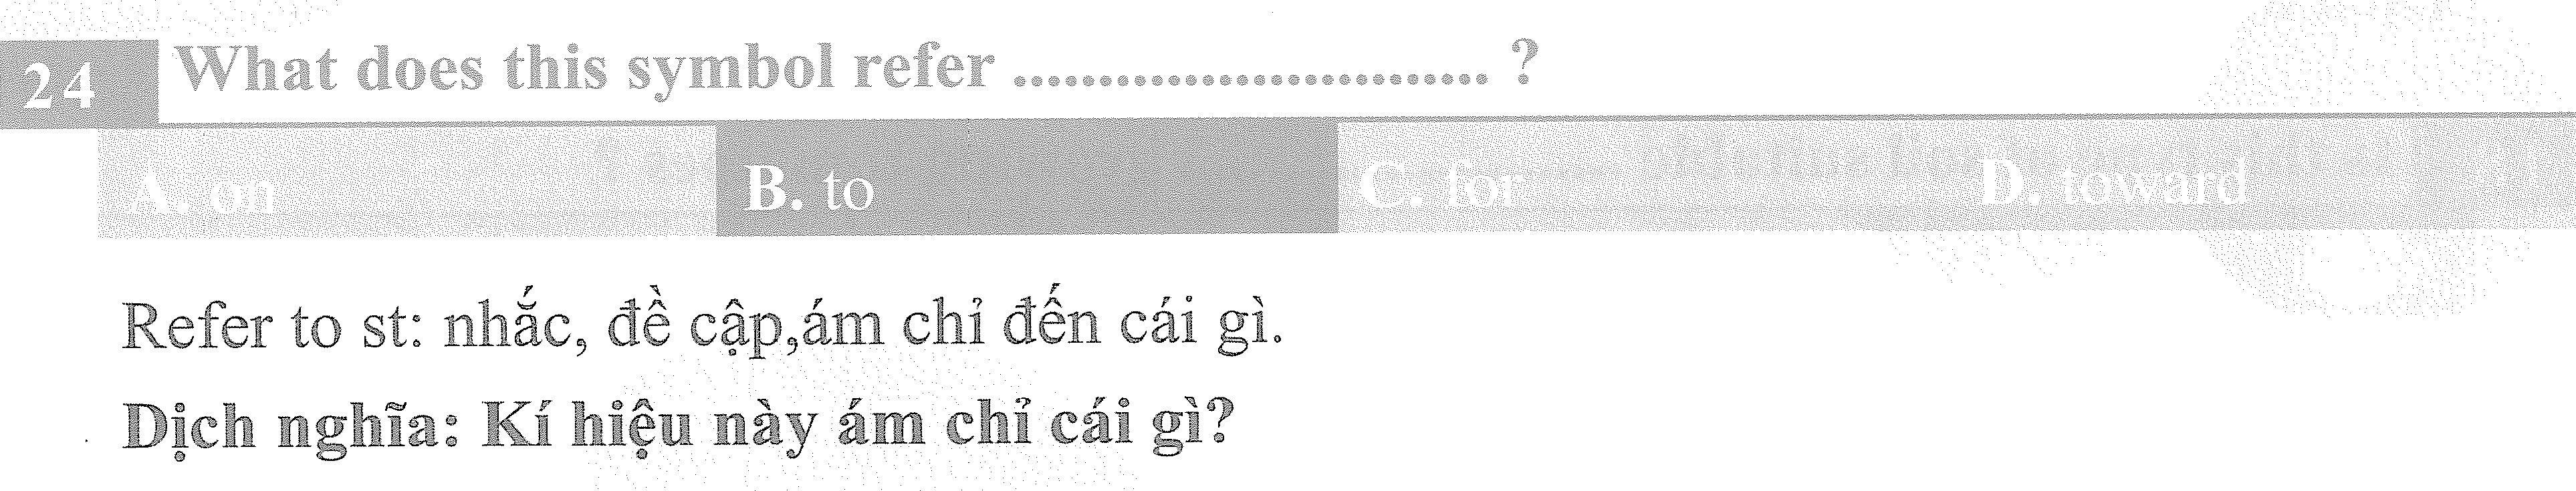 24 What does this symbol refer ........................... ?
A. on B. to C. for D. toward
Refer to st: nhắc, đề cập,ám chỉ đến cái gì.
Dịch nghĩa: Kí hiệu này ám chỉ cái gì?